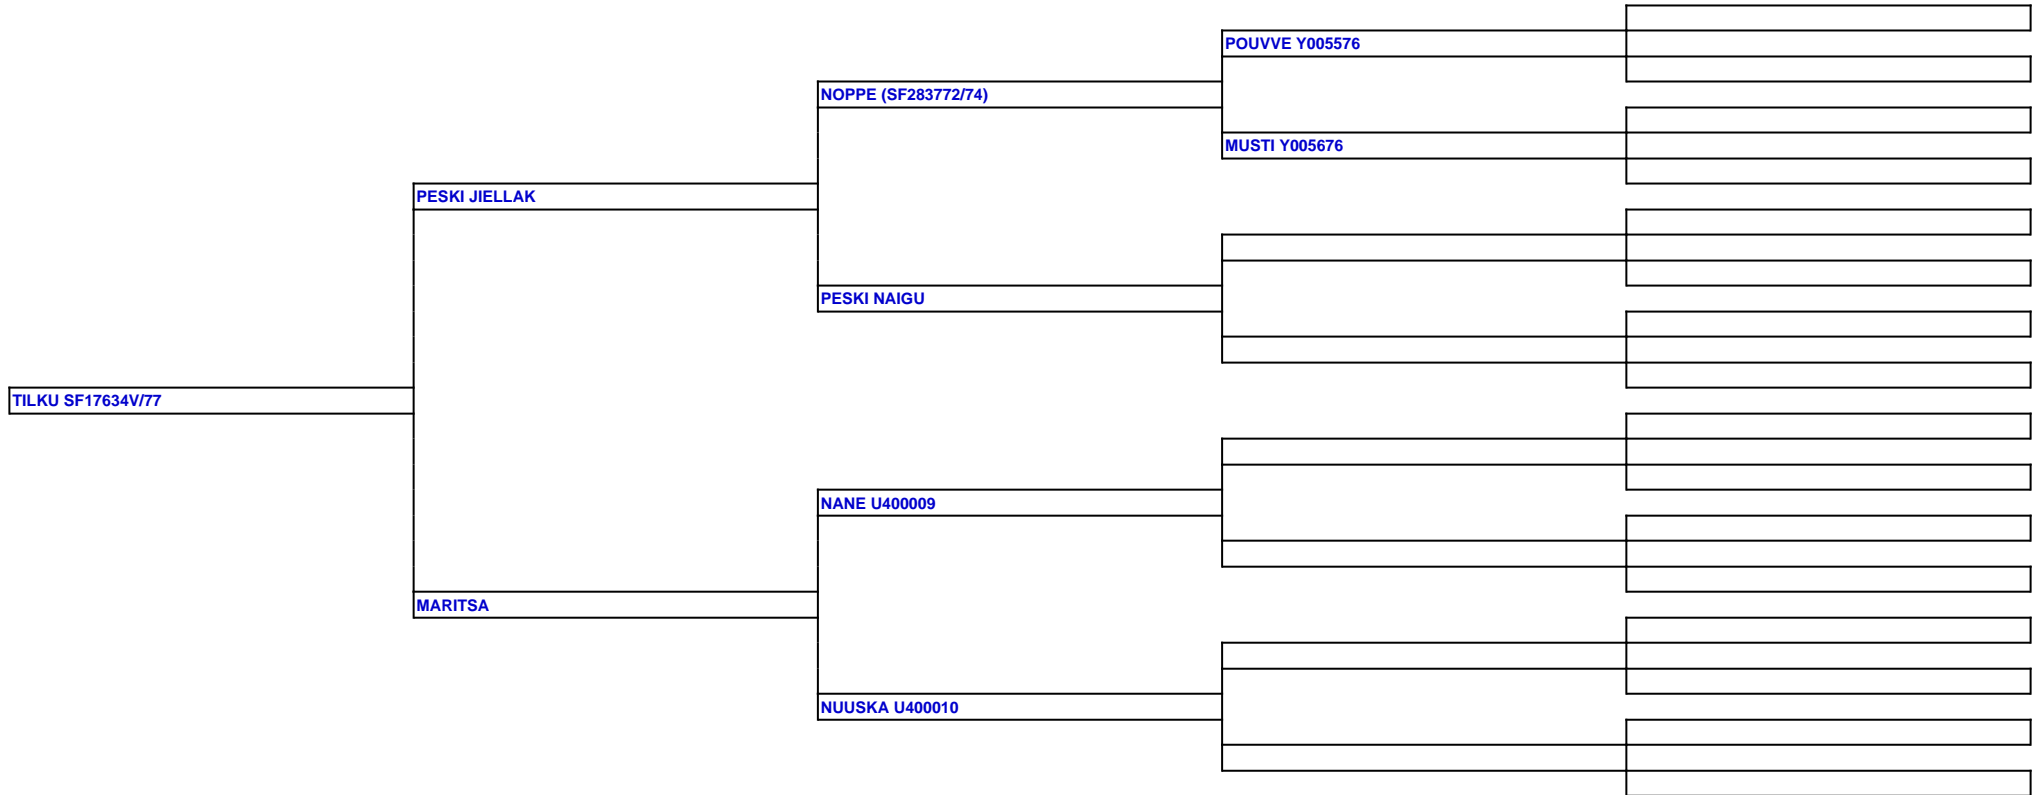 POUVVE Y005576
NOPPE (SF283772/74)
MUSTI Y005676
PESKI JIELLAK
PESKI NAIGU
TILKU SF17634V/77
NANE U400009
MARITSA
NUUSKA U400010